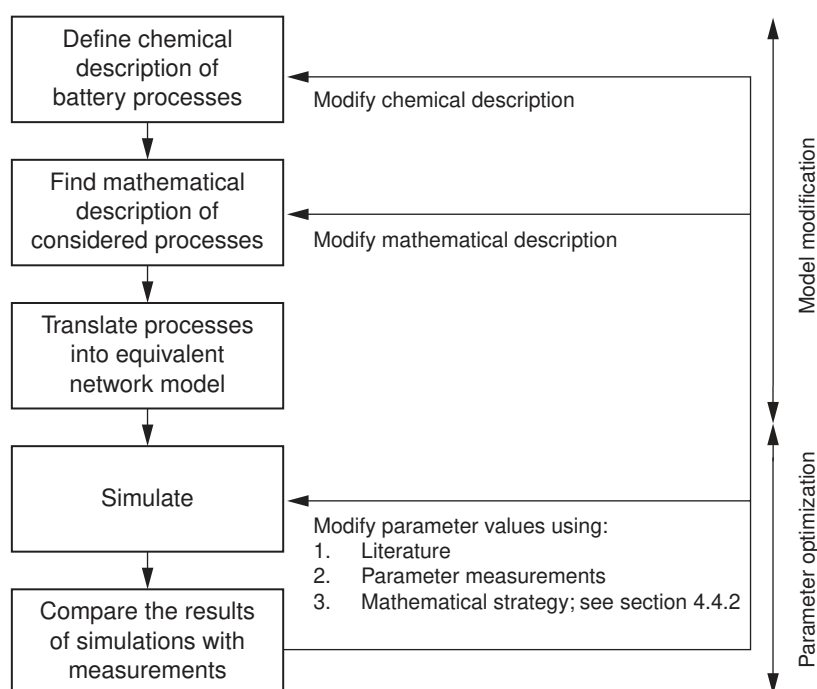 Define chemical
description of
battery processes
Modify chemical description
Find mathematical
description of
considered processes
Modify mathematical description
Translate processes
into equivalent
network model
Simulate
Modify parameter values using:
1. Literature
2. Parameter measurements
3. Mathematical strategy; see section 4.4.2
Compare the results
of simulations with
measurements
Model modification
Parameter optimization